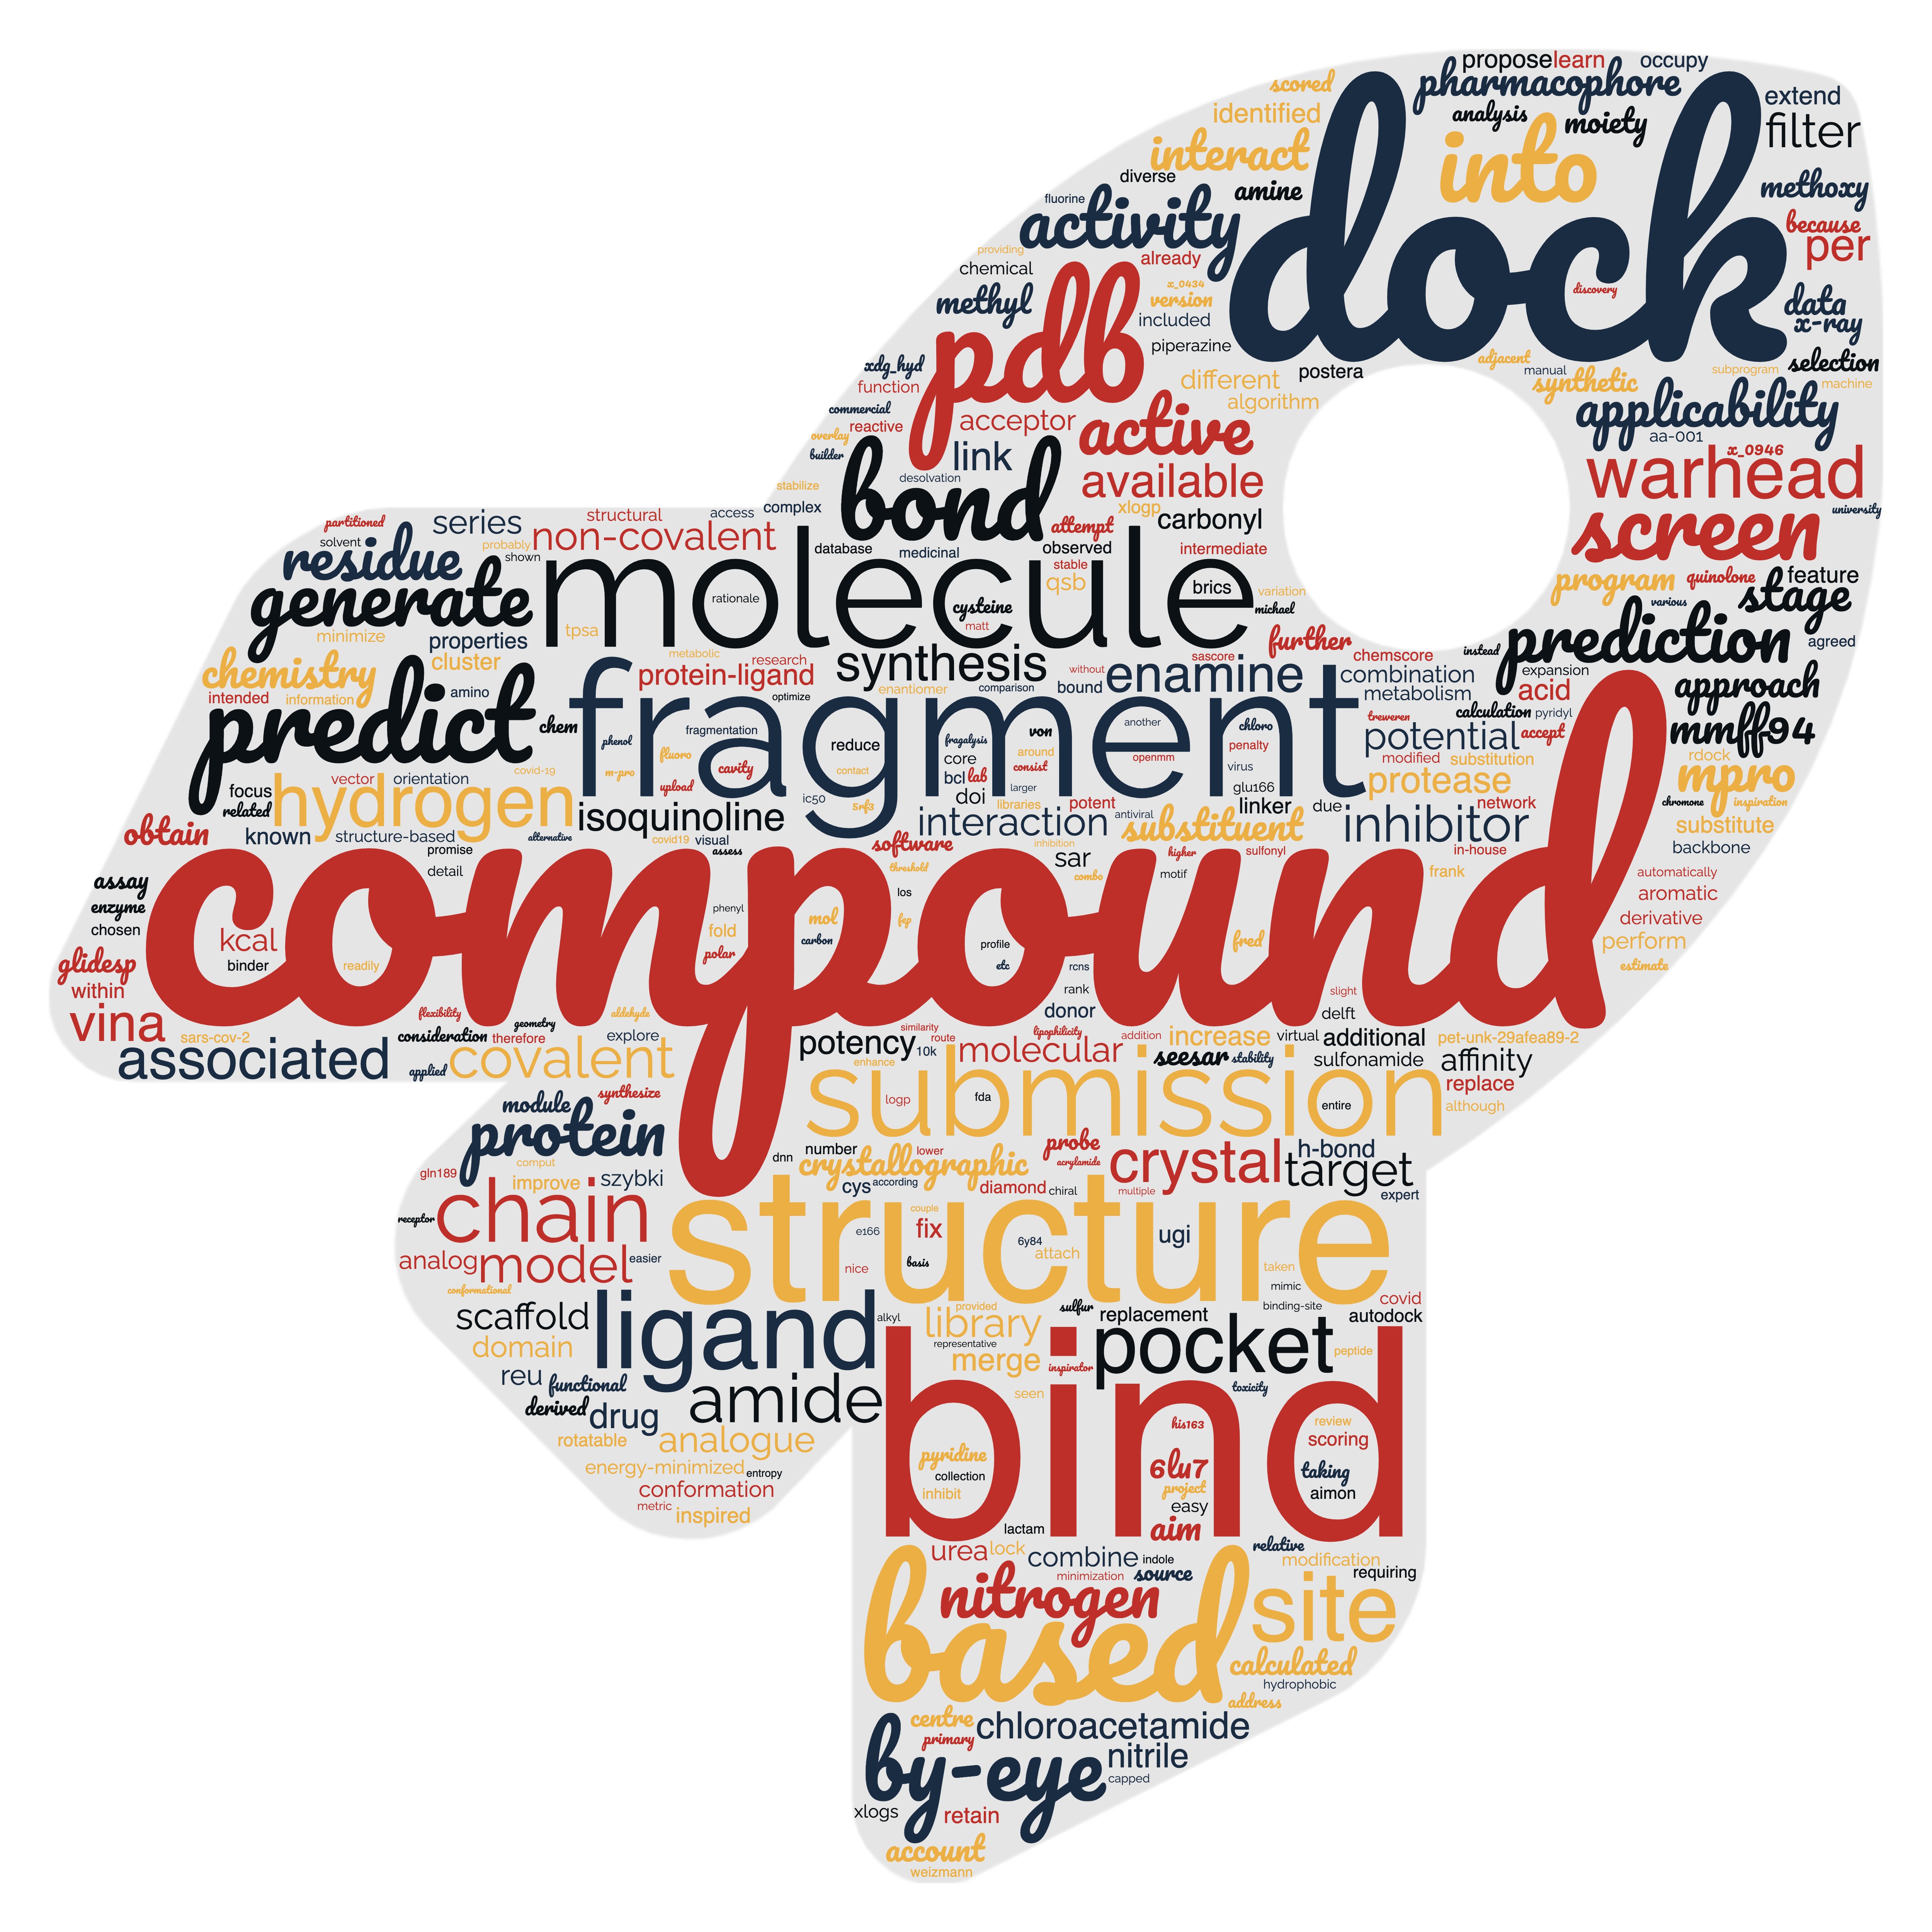 propose learn occupy
scored pharmacophore extend
identified analysis moiety filter
interact into dock
diverse amine methoxy
fluorine activity because
providing already per
chemical pdb x_0434 discovery data
methyl version x-ray
included
piperazine adjacent selection
xdg_hyd different postera manual subprogram
function synthetic machine
commercial acceptor algorithm applicability
reactive active aa-001
overlay link x_0946
builder bond desolvation available warhead
stabilize xlogp university
partitioned series structural access complex attempt carbonyl screen
solvent probably non-covalent
residue shown molecule database medicinal observed intermediate
generate rationale cysteine stable qsb brics variation program quinolone feature
minimize properties tpsa matt michael various stage
chemistry cluster metabolic synthesis further instead prediction agreed
intended information amino protein-ligand research without sascore chemscore expansion
predict optimize enantiomer comparison bound enamine combination metabolism acid approach
chem fragment phenol fragmentation fragalysis von another chloro treweren calculation pyridyl mmff94
fluoro reduce core around openmm penalty potential accept rdock
focus vector orientation covid-19 m-pro cavity contact bcl lab consist virus modified substitution mpro
related hydrogen upload ic50 5rf3 doi larger glu166 protease chromone inspiration
obtain known structure-based alternative isoquinoline interaction libraries potent antiviral linker due network inhibitor substitute
promise covid19 visual software inhibition substituent in-house backbone
assay detail assess threshold sar higher sulfonyl frank automatically
enzyme compound los combo motif aromatic
chosen phenyl mol frp derivative
kcal fold carbon profile fred perform
glidesp binder readily polar etc rcns estimate
within rank slight
vina flexibility geometry aldehyde donor delft
sars-cov-2 consideration therefore explore similarity route lipophilicity addition increase virtual additional pet-unk-29afea89-2
associated applied covalent potency 10k molecular seesar stability sulfonamide affinity
enhance submission replace
module synthesize logp fda entire although
protein number lower probe h-bond
gln189 comput dnn crystallographic acrylamide crystal target
improve szybki cys according diamond chiral multiple expert
receptor chain structure couple
e166 fix 6y84 ugi
analog model easier nice basis attach taken
conformational mimic
scaffold ligand alkyl provided sulfur replacement binding-site covid
domain library autodock
reu functional representative pocket peptide
derived drug amide merge inspirator toxicity
seen bind his163 review
rotatable analogue pyridine scoring
energy-minimized entropy collection 6lu7 taking
conformation inhibit project aimon
metric inspired easy
lactam aim
urea lock combine indole relative modification
minimization source requiring
nitrogen site
based calculated
hydrophobic
address
centre chloroacetamide
primary nitrile
by-eye capped
xlogs retain
account
weizmann